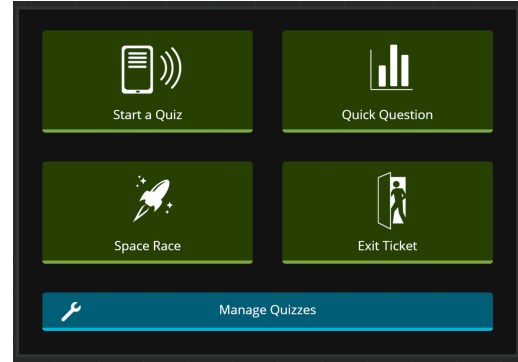 Start a Quiz
Quick Question
Space Race
Exit Ticket
Manage Quizzes